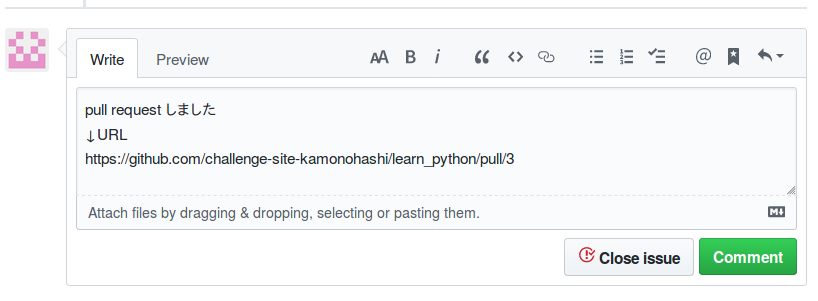 Write Preview AA B i @
pull request しました
↓URL
https://github.com/challenge-site-kamonohashi/learn_python/pull/3
Attach files by dragging & dropping, selecting or pasting them.
Close issue Comment